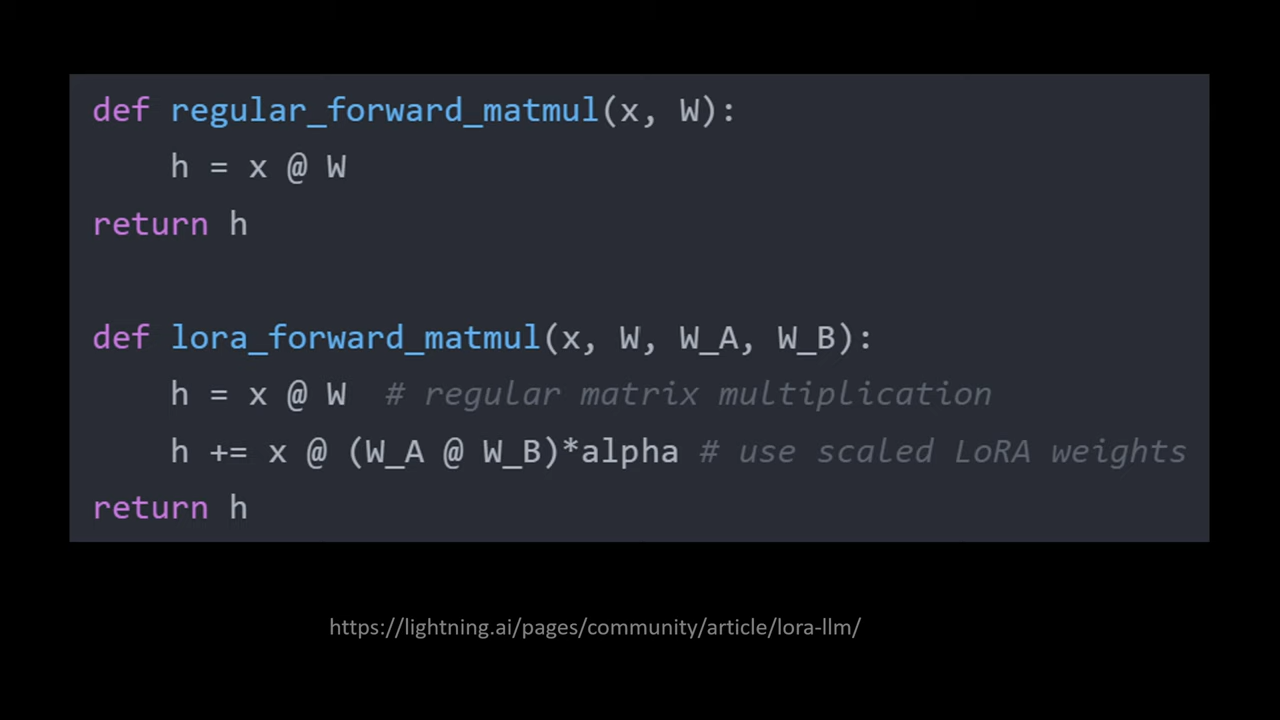 def regular_forward_matmul(x, W):
    h = x @ W
return h

def lora_forward_matmul(x, W, W_A, W_B):
    h = x @ W  # regular matrix multiplication
    h += x @ (W_A @ W_B)*alpha # use scaled LoRA weights
return h
https://lightning.ai/pages/community/article/lora-llm/